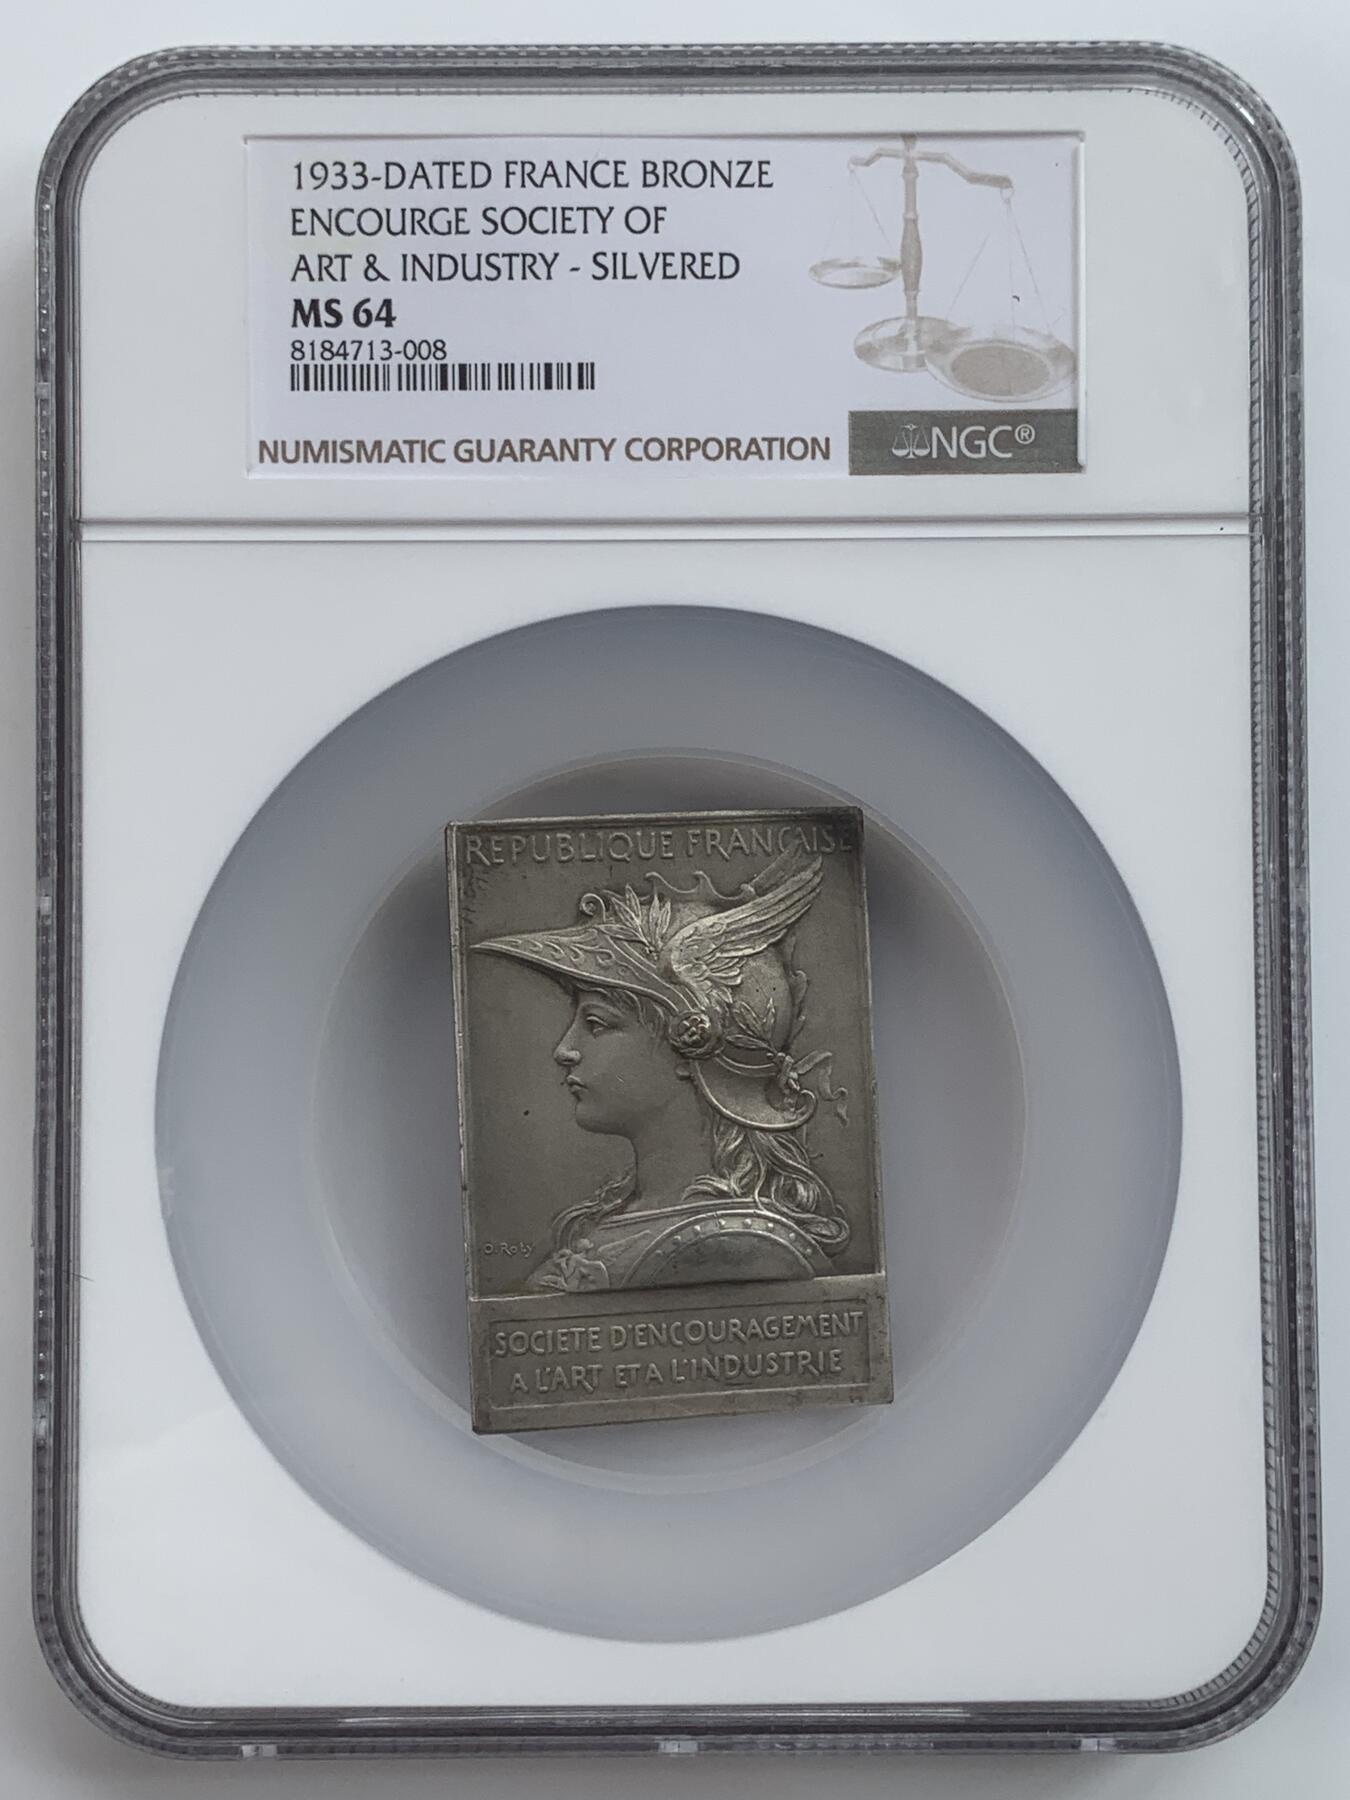 1933-DATED FRANCE BRONZE
ENCOURGE SOCIETY OF
ART & INDUSTRY - SILVERED
MS 64
8184713-008
NUMISMATIC GUARANTY CORPORATION
NGC®
REPUBLIQUE FRANÇAISE
O. Roty
SOCIETE D'ENCOURAGEMENT
A L'ART ET A L'INDUSTRIE